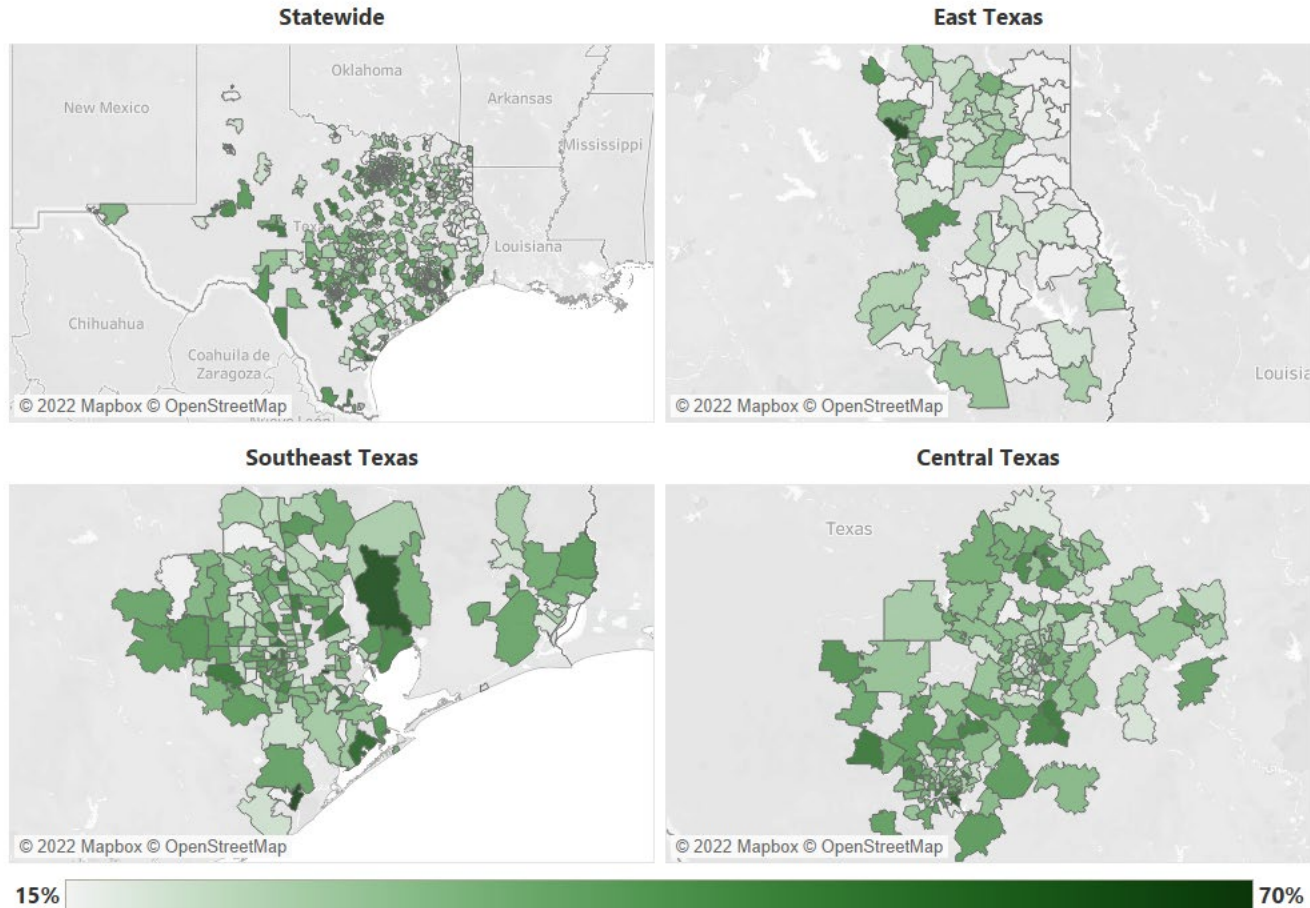 Statewide
East Texas
New Mexico
Oklahoma
Arkansas
Mississippi
Louisiana
Chihuahua
Coahuila de
Zaragoza
© 2022 Mapbox © OpenStreetMap
Louisia
© 2022 Mapbox © OpenStreetMap
Southeast Texas
Central Texas
© 2022 Mapbox © OpenStreetMap
Texas
© 2022 Mapbox © OpenStreetMap
15%
70%